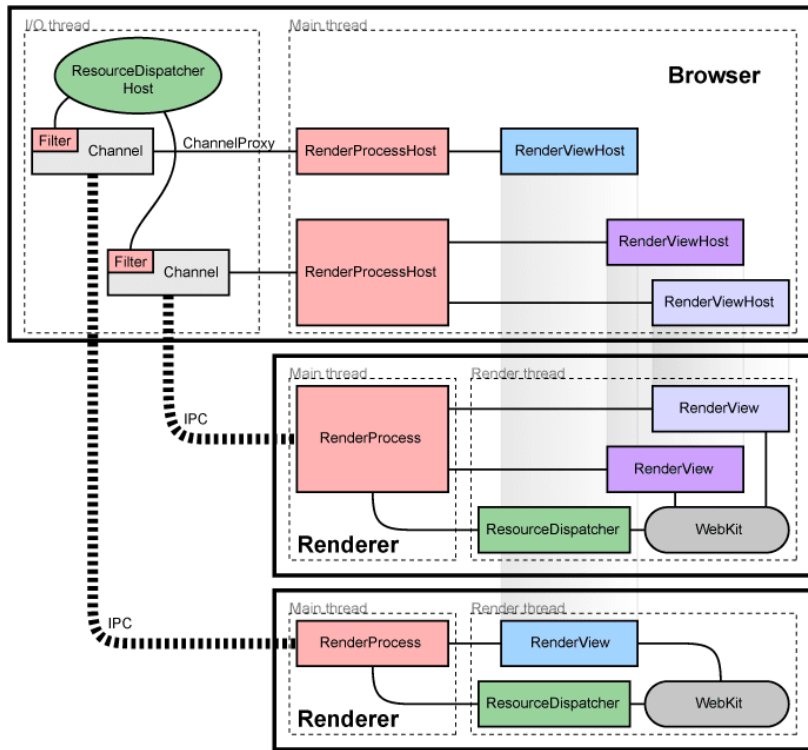 I/O thread
Main thread
ResourceDispatcher
Host
Browser
Filter
Channel
ChannelProxy
RenderProcessHost
RenderViewHost
Filter
Channel
RenderProcessHost
RenderViewHost
RenderViewHost
Main thread
Render thread
IPC
RenderProcess
RenderView
RenderView
ResourceDispatcher
WebKit
Renderer
Main thread
Render thread
IPC
RenderProcess
RenderView
ResourceDispatcher
WebKit
Renderer